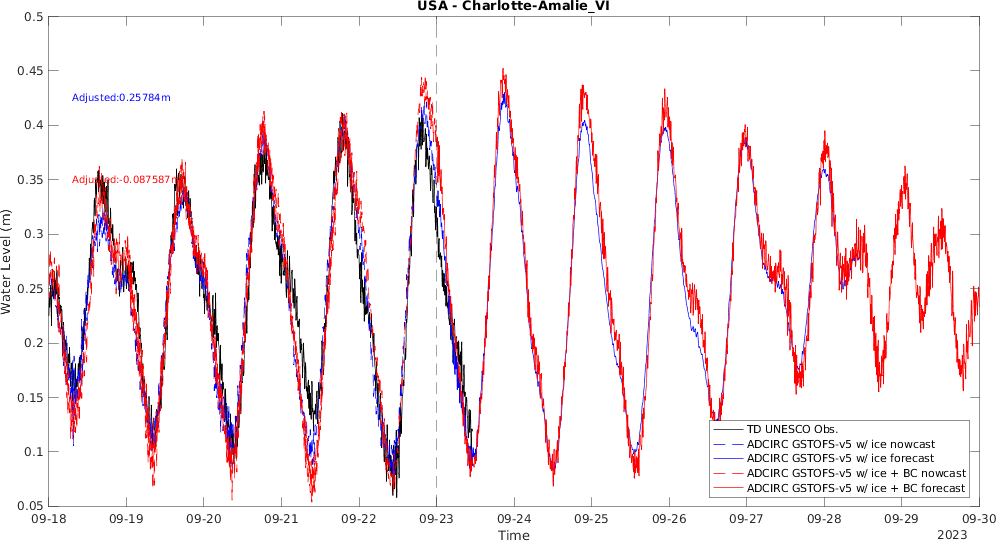 USA - Charlotte-Amalie_VI
0.5
0.45
0.4
0.35
0.3
0.25
0.2
0.15
0.1
0.05
Water Level (m)
Adjusted:0.25784m
Adjusted:-0.087587m
TD UNESCO Obs.
ADCIRC GSTOFS-v5 w/ ice nowcast
ADCIRC GSTOFS-v5 w/ ice forecast
ADCIRC GSTOFS-v5 w/ ice + BC nowcast
ADCIRC GSTOFS-v5 w/ ice + BC forecast
09-18 09-19 09-20 09-21 09-22 09-23 09-24 09-25 09-26 09-27 09-28 09-29 09-30
Time
2023